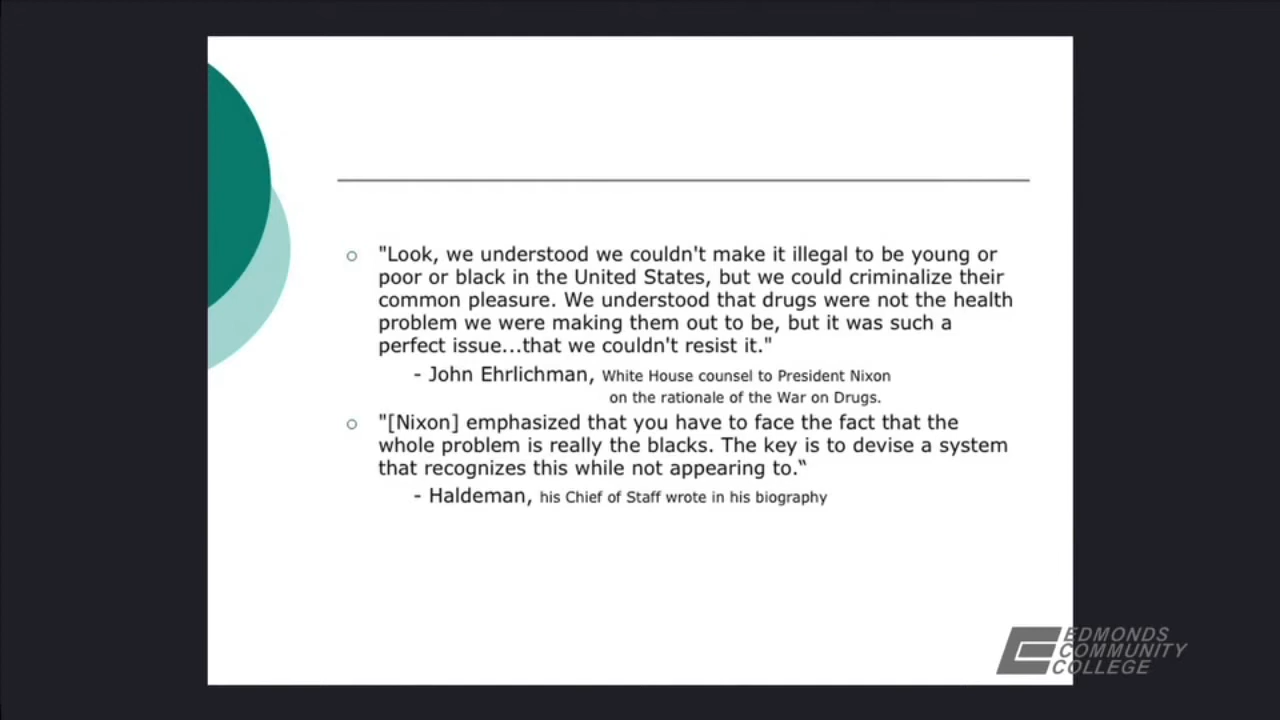 "Look, we understood we couldn't make it illegal to be young or
poor or black in the United States, but we could criminalize their
common pleasure. We understood that drugs were not the health
problem we were making them out to be, but it was such a
perfect issue...that we couldn't resist it."
- John Ehrlichman, White House counsel to President Nixon
on the rationale of the War on Drugs.
"[Nixon] emphasized that you have to face the fact that the
whole problem is really the blacks. The key is to devise a system
that recognizes this while not appearing to.“
- Haldeman, his Chief of Staff wrote in his biography
EDMONDS
COMMUNITY
COLLEGE